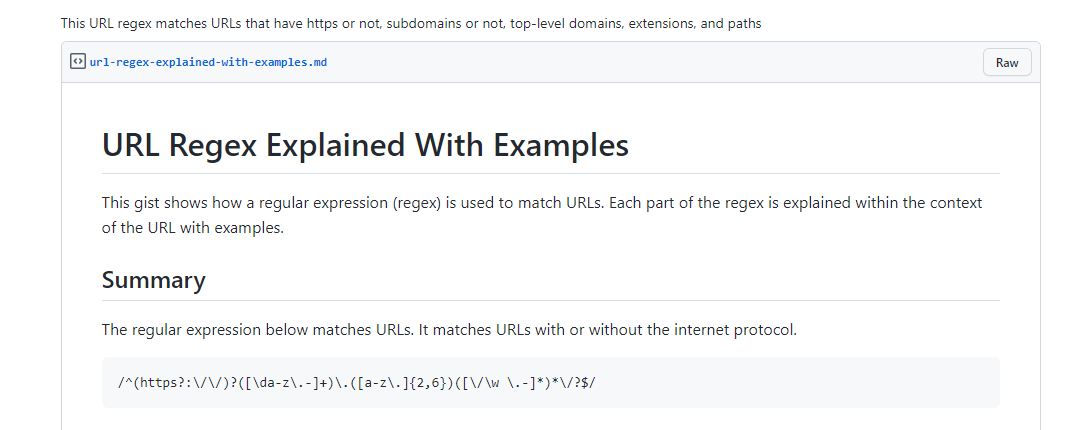 This URL regex matches URLs that have https or not, subdomains or not, top-level domains, extensions, and paths
url-regex-explained-with-examples.md
Raw
URL Regex Explained With Examples
This gist shows how a regular expression (regex) is used to match URLs. Each part of the regex is explained within the context
of the URL with examples.
Summary
The regular expression below matches URLs. It matches URLs with or without the internet protocol.
/^(https?:\/\/)?([\da-z\.-]+)\.([a-z\.]{2,6})([\/\w \.-]*)*\/?$/